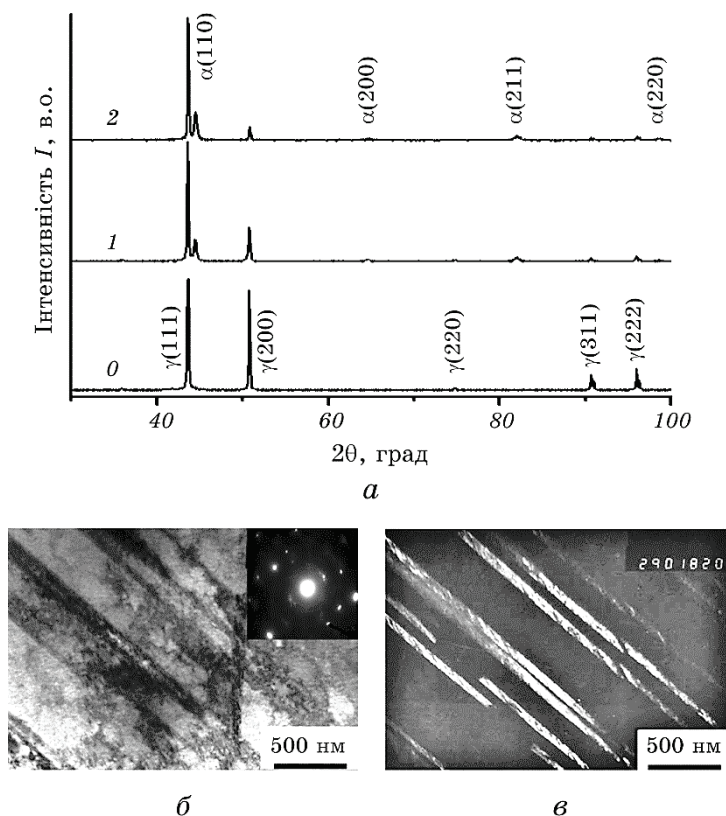 Інтенсивність I, в.о.
2
α(110)
α(200)
α(211)
α(220)
1
0
γ(111)
γ(200)
γ(220)
γ(311)
γ(222)
40
60
80
100
2θ, град
а
500 нм
б
2901820
500 нм
в